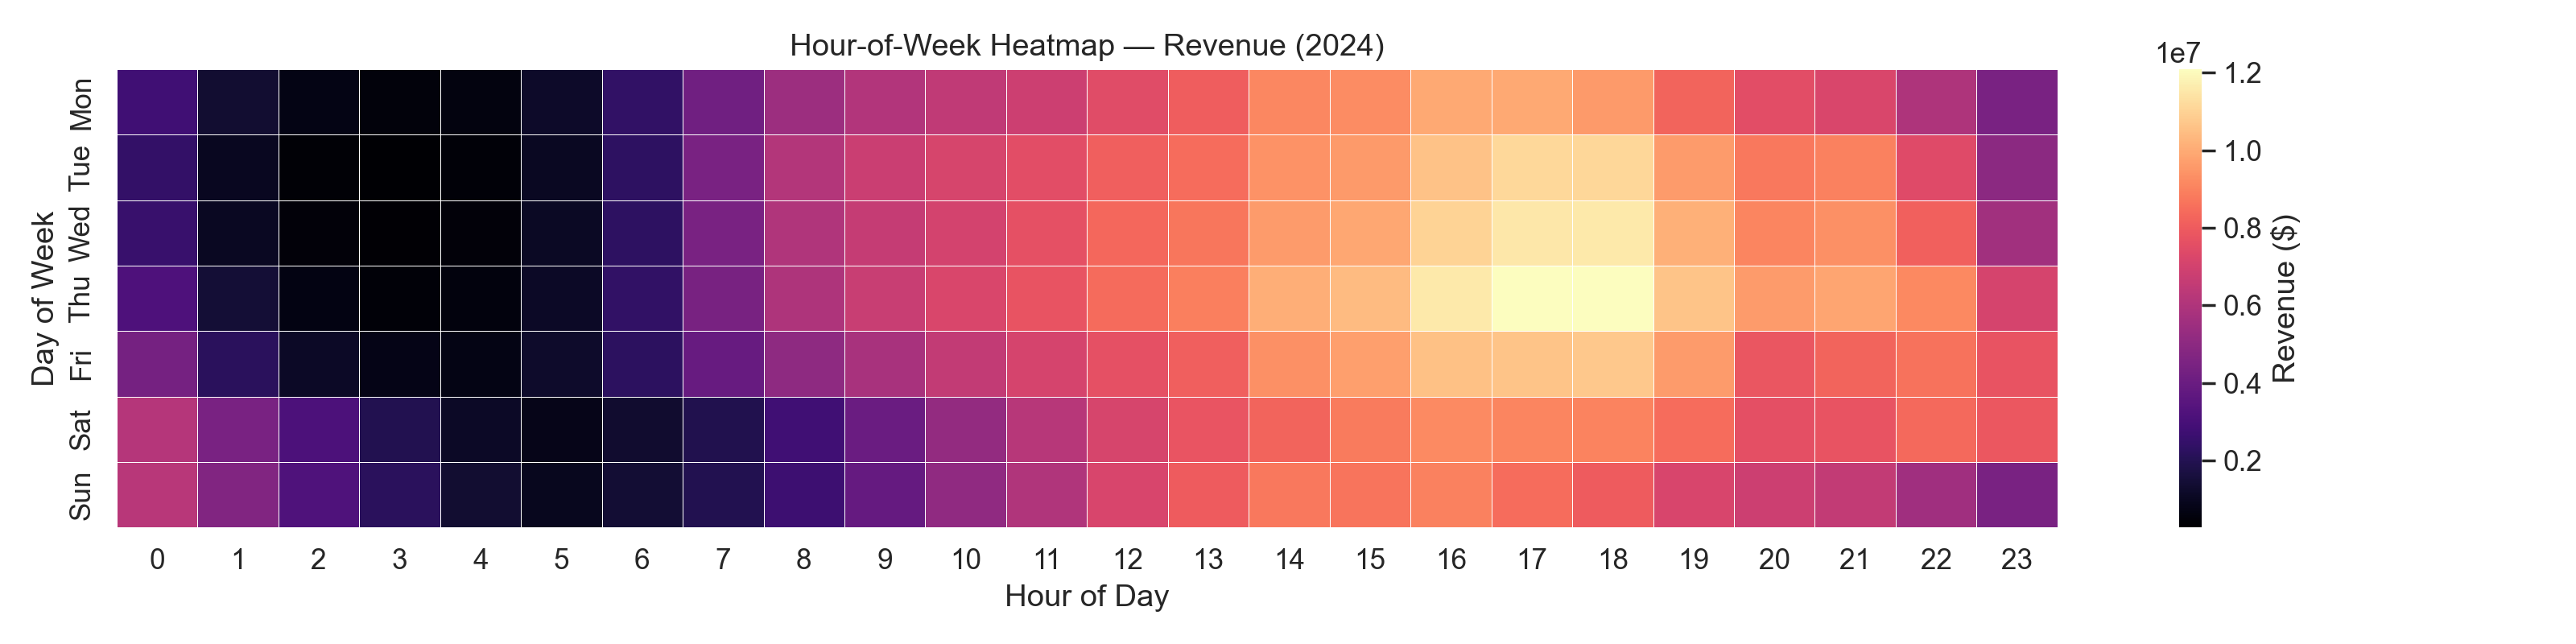 Hour-of-Week Heatmap — Revenue (2024)
Day of Week
Mon
Tue
Wed
Thu
Fri
Sat
Sun
0 1 2 3 4 5 6 7 8 9 10 11 12 13 14 15 16 17 18 19 20 21 22 23
Hour of Day
1e7
1.2
1.0
0.8
0.6
0.4
0.2
Revenue ($)